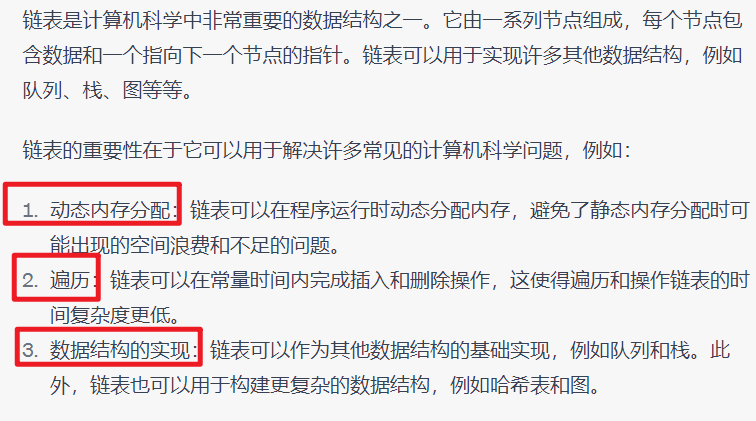 链表是计算机科学中非常重要的数据结构之一。它由一系列节点组成，每个节点包
含数据和一个指向下一个节点的指针。链表可以用于实现许多其他数据结构，例如
队列、栈、图等等。
链表的重要性在于它可以用于解决许多常见的计算机科学问题，例如：
1. 动态内存分配：链表可以在程序运行时动态分配内存，避免了静态内存分配时可
能出现的空间浪费和不足的问题。
2. 遍历：链表可以在常量时间内完成插入和删除操作，这使得遍历和操作链表的时
间复杂度更低。
3. 数据结构的实现：链表可以作为其他数据结构的基础实现，例如队列和栈。此
外，链表也可以用于构建更复杂的数据结构，例如哈希表和图。